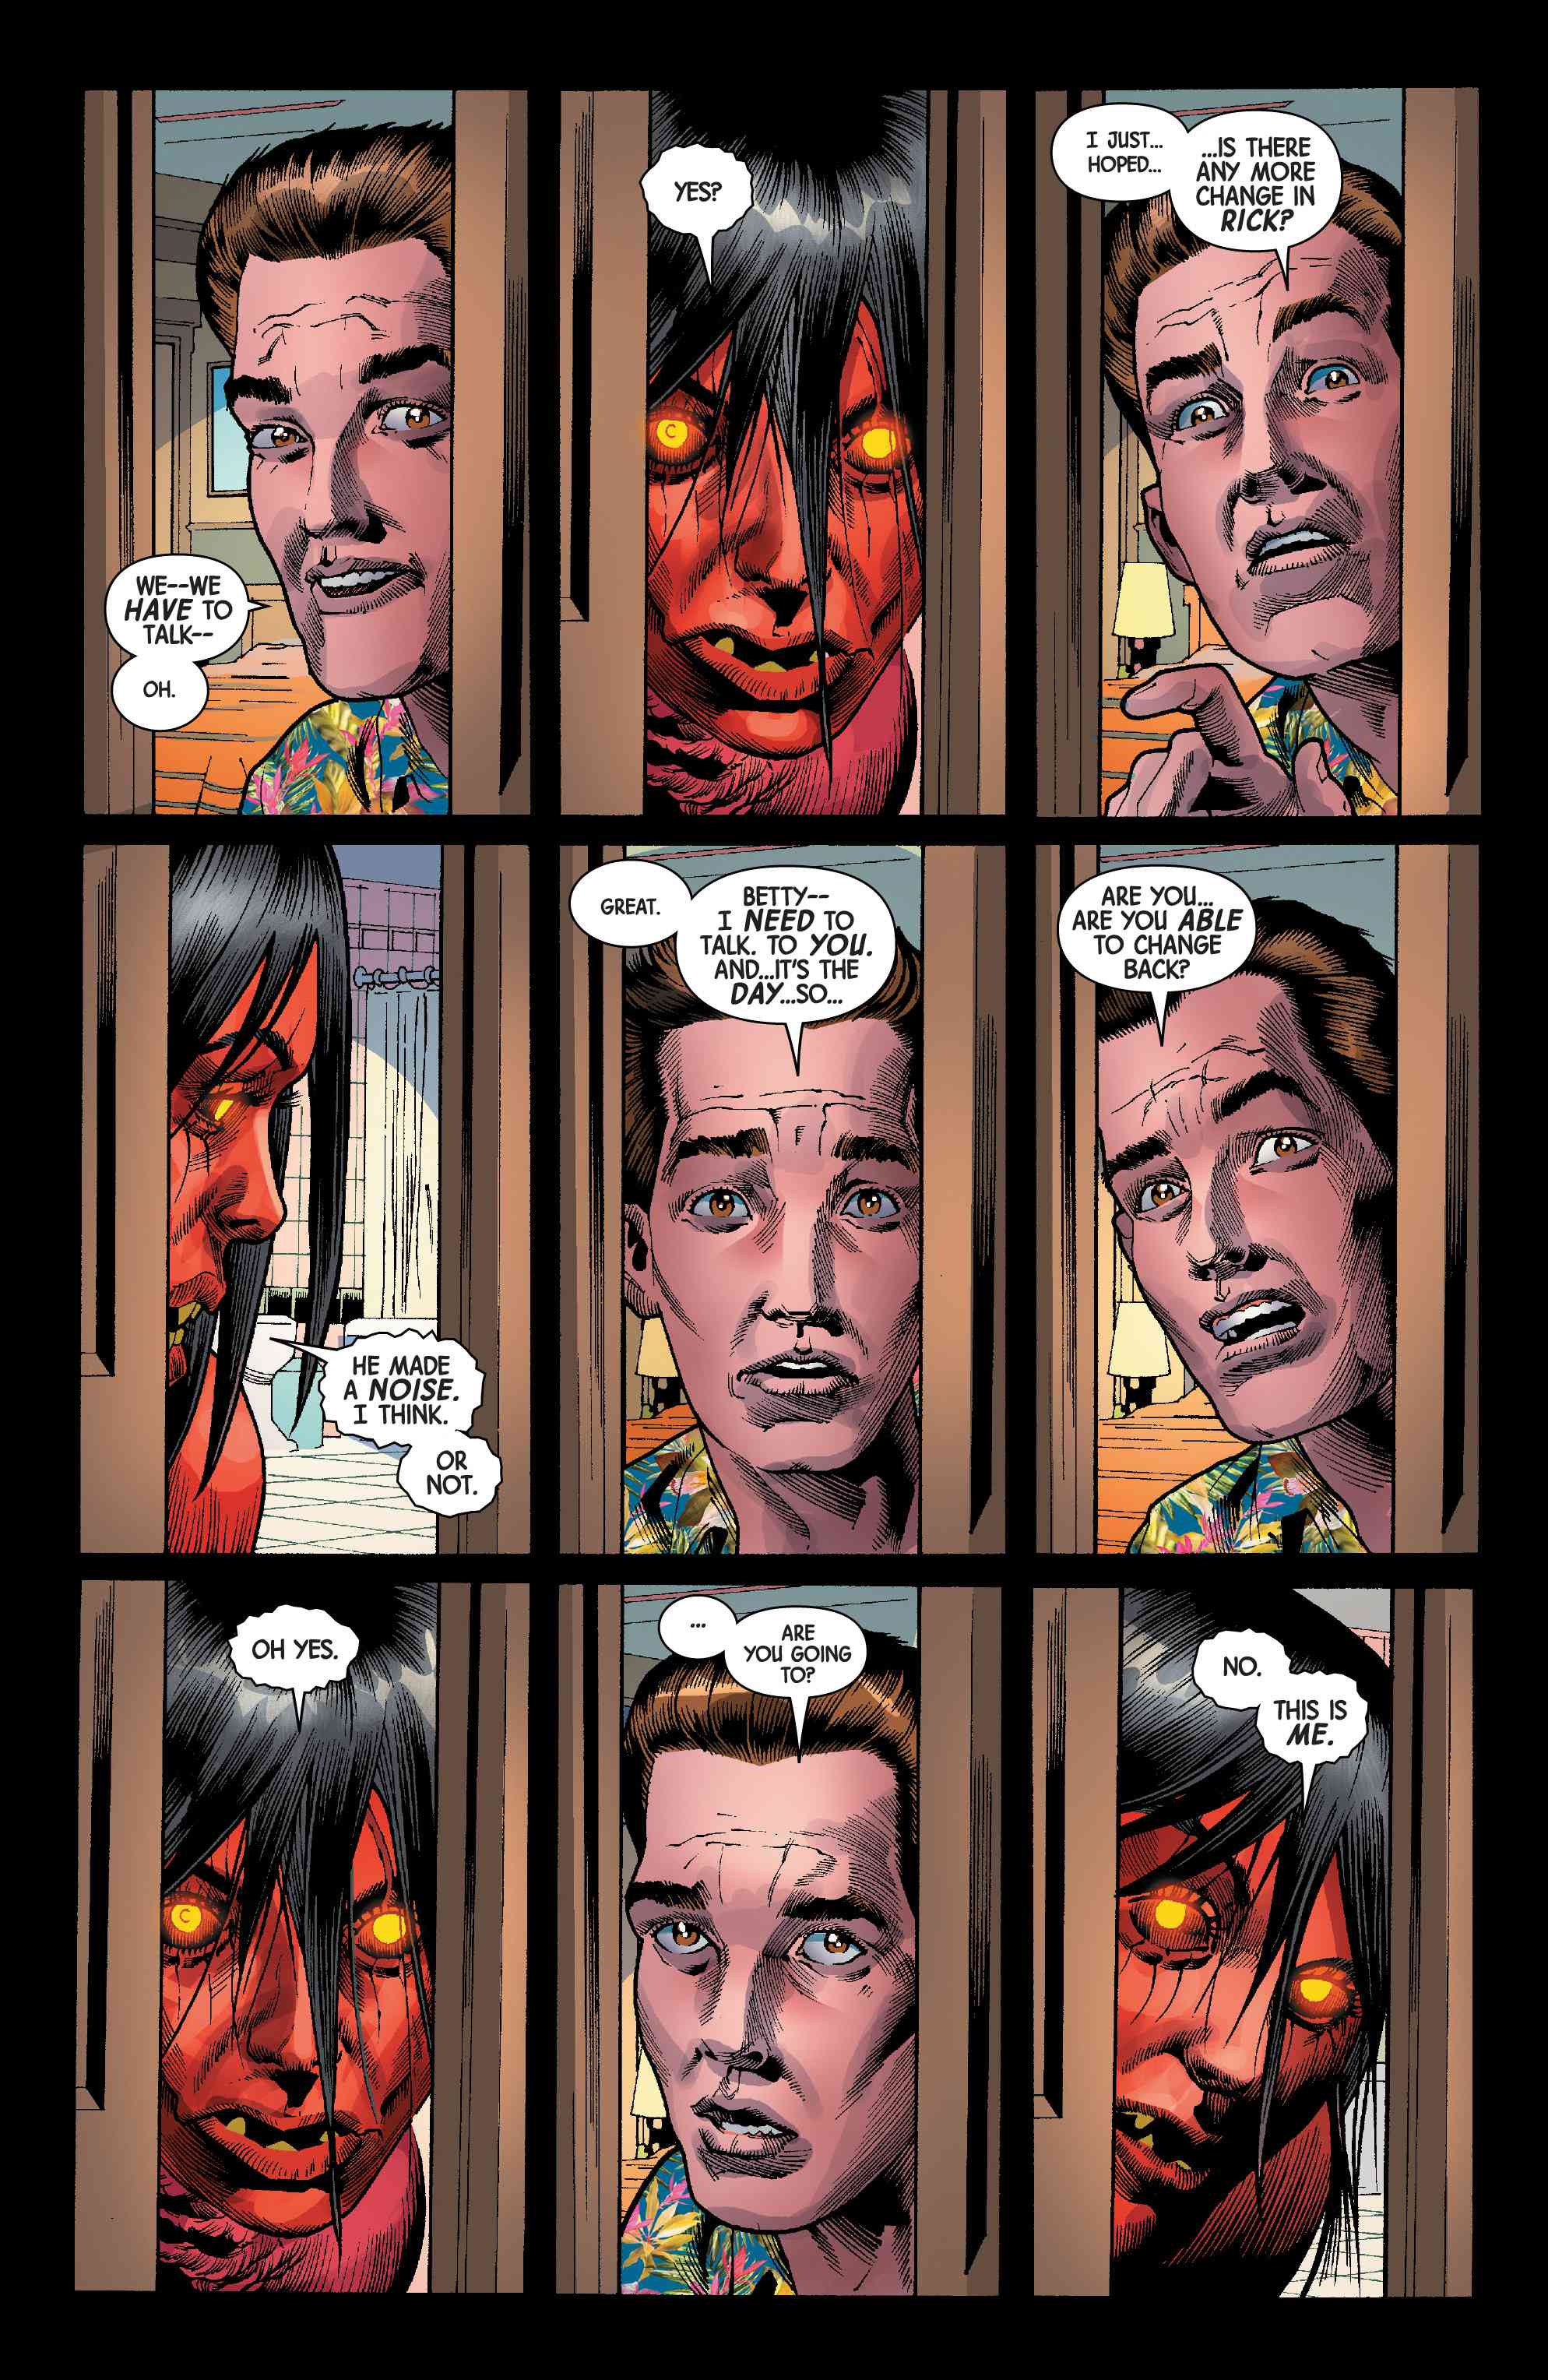 WE--WE
HAVE TO
TALK--
OH.
YES?
I JUST...
HOPED...
...IS THERE
ANY MORE
CHANGE IN
RICK?
HE MADE
A NOISE.
I THINK.
OR
NOT.
GREAT.
BETTY--
I NEED TO
TALK. TO YOU.
AND...IT'S THE
DAY...SO...
ARE YOU...
ARE YOU ABLE
TO CHANGE
BACK?
OH YES.
...
ARE
YOU GOING
TO?
NO.
THIS IS
ME.